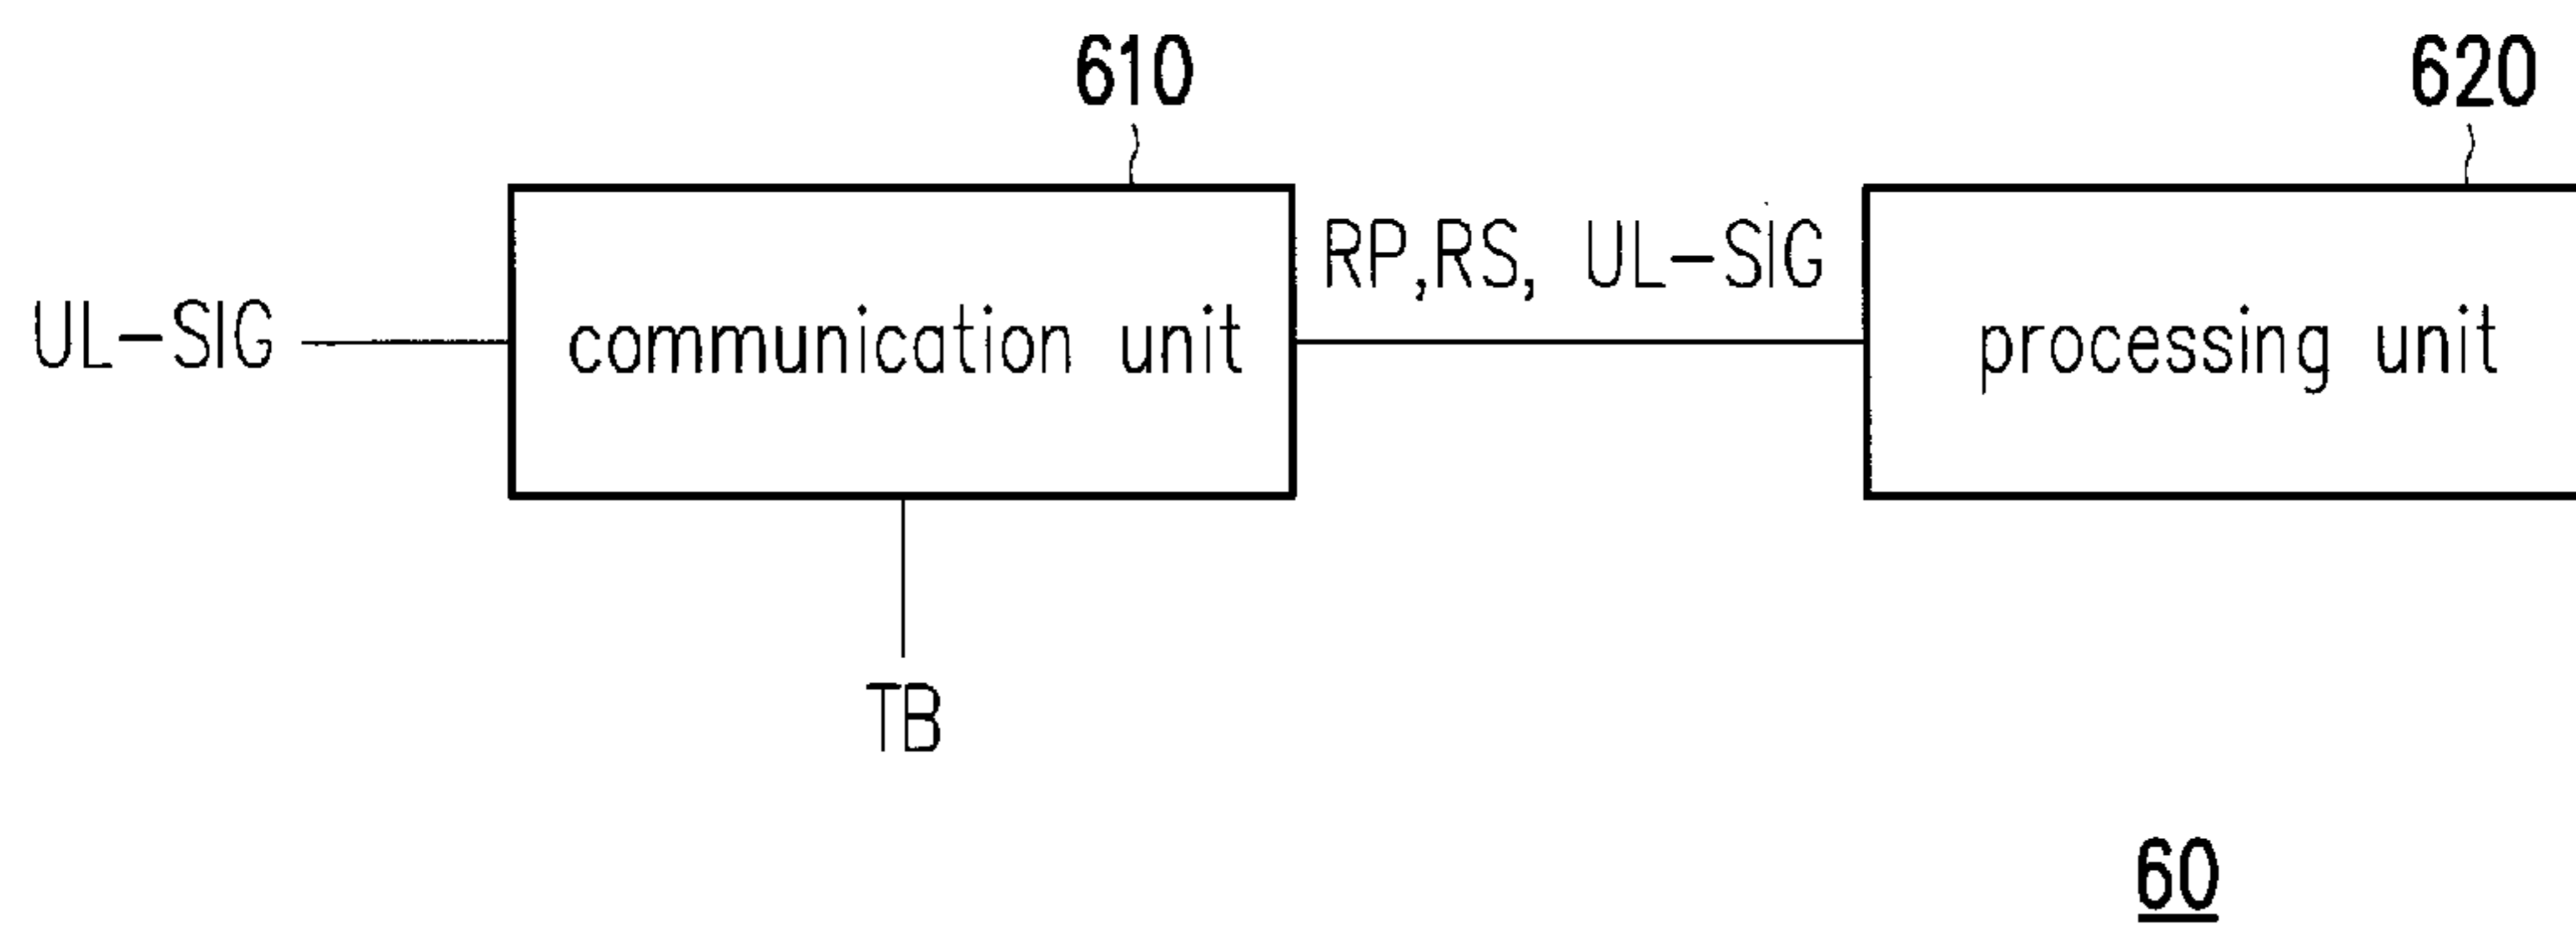 610
620
RP,RS, UL-SIG
UL-SIG
communication unit
processing unit
TB
60